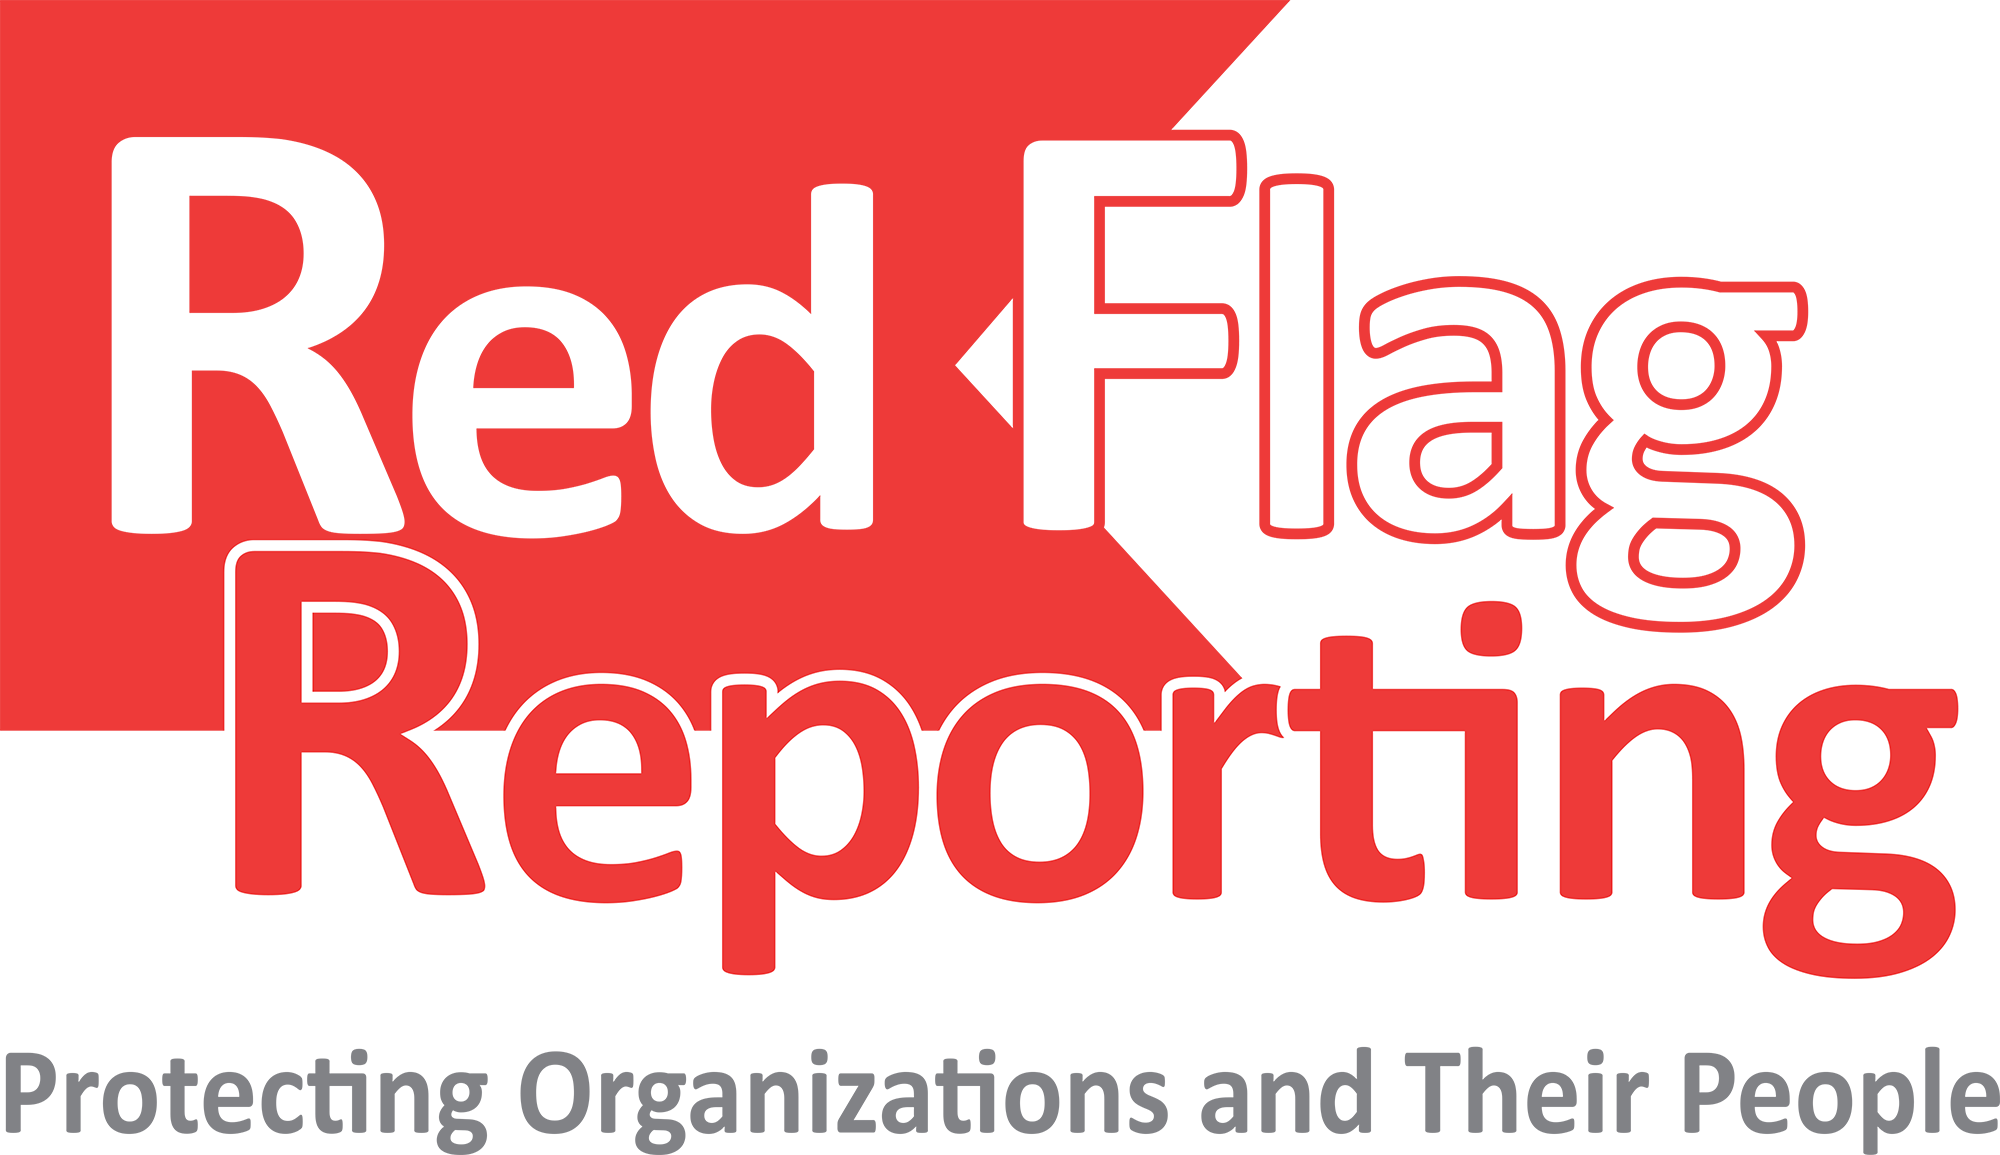 Red Flag
Reporting
Protecting Organizations and Their People